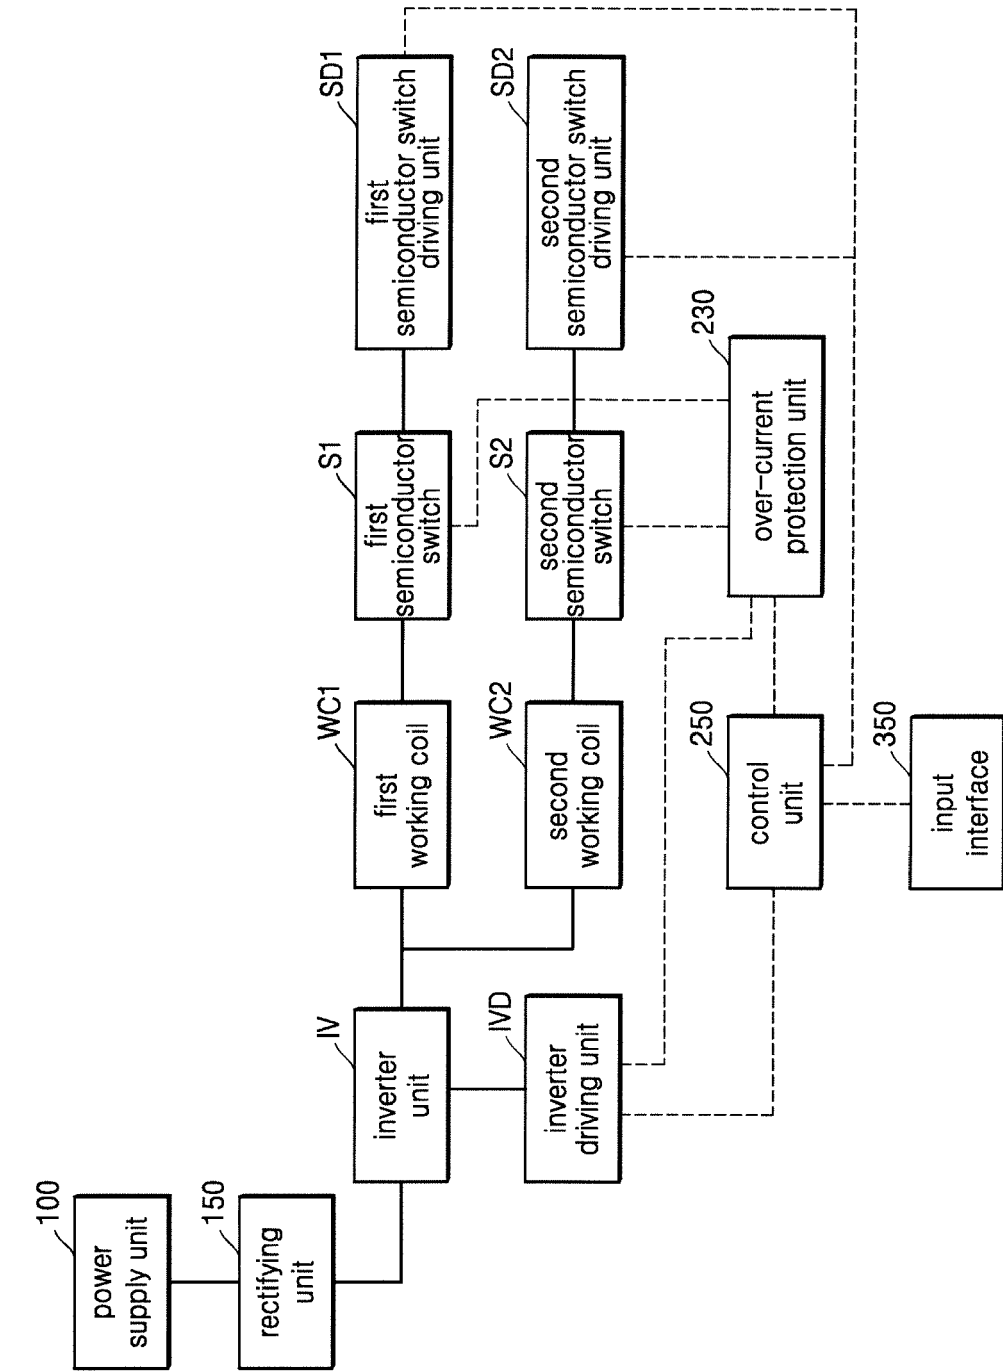 100
power
supply unit
150
rectifying
unit
IV
inverter
unit
IVD
inverter
driving unit
WC1
first
working coil
WC2
second
working coil
S1
first
semiconductor
switch
S2
second
semiconductor
switch
SD1
first
semiconductor switch
driving unit
SD2
second
semiconductor switch
driving unit
230
over-current
protection unit
250
control
unit
350
input
interface